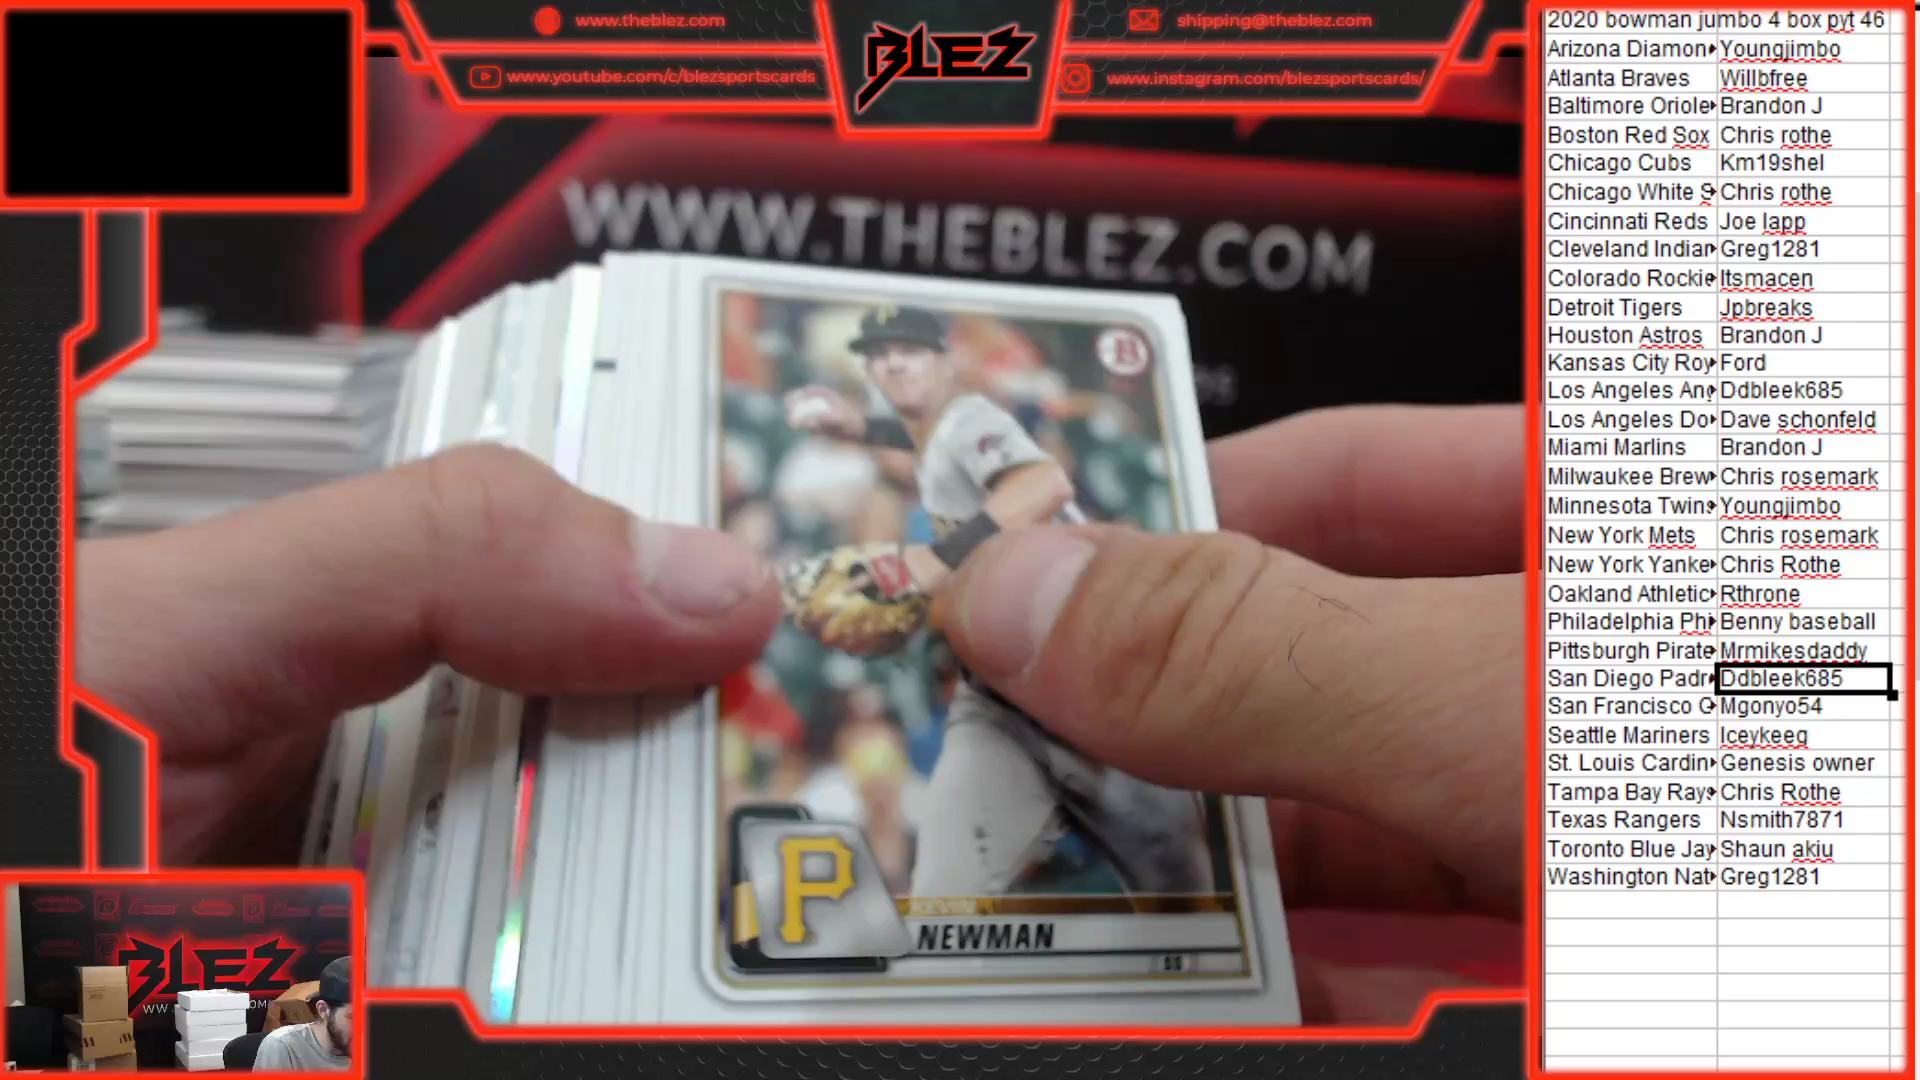 www.theblez.com
www.youtube.com/c/blezsportscards
BLEZ
shipping@theblez.com
www.instagram.com/blezsportscards/
WWW.THEBLEZ.COM
B
P
P
KEVIN
NEWMAN
SS
BLEZ
2020 bowman jumbo 4 box pyt 46
Arizona Diamon Youngjimbo
Atlanta Braves Willbfree
Baltimore Oriole Brandon J
Boston Red Sox Chris rothe
Chicago Cubs Km19shel
Chicago White S Chris rothe
Cincinnati Reds Joe lapp
Cleveland Indian Greg1281
Colorado Rockie Itsmacen
Detroit Tigers Jpbreaks
Houston Astros Brandon J
Kansas City Roy Ford
Los Angeles Ang Ddbleek685
Los Angeles Do Dave schonfeld
Miami Marlins Brandon J
Milwaukee Brew Chris rosemark
Minnesota Twins Youngjimbo
New York Mets Chris rosemark
New York Yanke Chris Rothe
Oakland Athletic Rthrone
Philadelphia Phi Benny baseball
Pittsburgh Pirate Mrmikesdaddy
San Diego Padr Ddbleek685
San Francisco G Mgonyo54
Seattle Mariners Iceykeeg
St. Louis Cardin Genesis owner
Tampa Bay Rays Chris Rothe
Texas Rangers Nsmith7871
Toronto Blue Jay Shaun akiu
Washington Nat Greg1281